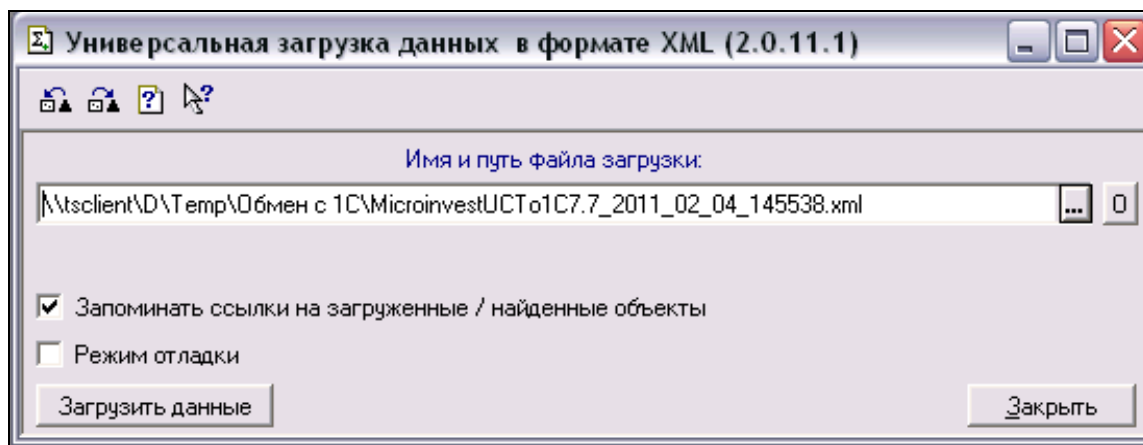 Универсальная загрузка данных в формате XML (2.0.11.1)
Имя и путь файла загрузки:
\\tsclient\D\Temp\Обмен с 1С\MicroinvestUCTo1C7.7_2011_02_04_145538.xml
... О
Запоминать ссылки на загруженные / найденные объекты
Режим отладки
Загрузить данные Закрыть